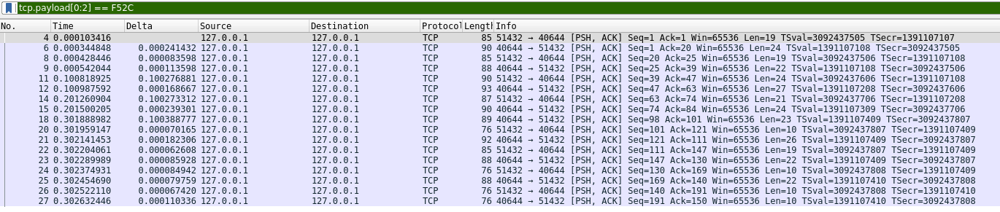 tcp.payload[0:2] == F52C
No. Time Delta Source Destination Protocol Length Info
4 0.000103416 127.0.0.1 127.0.0.1 TCP 85 51432 → 40644 [PSH, ACK] Seq=1 Ack=1 Win=65536 Len=19 TSval=3092437505 TSecr=1391107107
6 0.000344848 0.000241432 127.0.0.1 127.0.0.1 TCP 90 40644 → 51432 [PSH, ACK] Seq=1 Ack=20 Win=65536 Len=24 TSval=1391107108 TSecr=3092437505
8 0.000428446 0.000083598 127.0.0.1 127.0.0.1 TCP 85 51432 → 40644 [PSH, ACK] Seq=20 Ack=25 Win=65536 Len=19 TSval=3092437506 TSecr=1391107108
9 0.000542044 0.000113598 127.0.0.1 127.0.0.1 TCP 88 40644 → 51432 [PSH, ACK] Seq=25 Ack=39 Win=65536 Len=22 TSval=1391107108 TSecr=3092437506
11 0.100818925 0.100276881 127.0.0.1 127.0.0.1 TCP 90 51432 → 40644 [PSH, ACK] Seq=39 Ack=47 Win=65536 Len=24 TSval=3092437606 TSecr=1391107108
12 0.100987592 0.000168667 127.0.0.1 127.0.0.1 TCP 93 40644 → 51432 [PSH, ACK] Seq=47 Ack=63 Win=65536 Len=27 TSval=1391107208 TSecr=3092437606
14 0.201260904 0.100273312 127.0.0.1 127.0.0.1 TCP 87 51432 → 40644 [PSH, ACK] Seq=63 Ack=74 Win=65536 Len=21 TSval=3092437706 TSecr=1391107208
15 0.201500205 0.000239301 127.0.0.1 127.0.0.1 TCP 90 40644 → 51432 [PSH, ACK] Seq=74 Ack=84 Win=65536 Len=24 TSval=1391107309 TSecr=3092437706
18 0.301888982 0.100388777 127.0.0.1 127.0.0.1 TCP 89 40644 → 51432 [PSH, ACK] Seq=98 Ack=101 Win=65536 Len=23 TSval=1391107409 TSecr=3092437807
20 0.301959147 0.000070165 127.0.0.1 127.0.0.1 TCP 76 51432 → 40644 [PSH, ACK] Seq=101 Ack=121 Win=65536 Len=10 TSval=3092437807 TSecr=1391107409
21 0.302141453 0.000182306 127.0.0.1 127.0.0.1 TCP 92 40644 → 51432 [PSH, ACK] Seq=121 Ack=111 Win=65536 Len=26 TSval=1391107409 TSecr=3092437807
22 0.302204061 0.000062608 127.0.0.1 127.0.0.1 TCP 85 51432 → 40644 [PSH, ACK] Seq=111 Ack=147 Win=65536 Len=19 TSval=3092437807 TSecr=1391107409
23 0.302289989 0.000085928 127.0.0.1 127.0.0.1 TCP 88 40644 → 51432 [PSH, ACK] Seq=147 Ack=130 Win=65536 Len=22 TSval=1391107409 TSecr=3092437807
24 0.302374931 0.000084942 127.0.0.1 127.0.0.1 TCP 76 51432 → 40644 [PSH, ACK] Seq=130 Ack=169 Win=65536 Len=10 TSval=3092437808 TSecr=1391107409
25 0.302454690 0.000079759 127.0.0.1 127.0.0.1 TCP 88 40644 → 51432 [PSH, ACK] Seq=169 Ack=140 Win=65536 Len=22 TSval=1391107410 TSecr=3092437808
26 0.302522110 0.000067420 127.0.0.1 127.0.0.1 TCP 76 51432 → 40644 [PSH, ACK] Seq=140 Ack=191 Win=65536 Len=10 TSval=3092437808 TSecr=1391107410
27 0.302632446 0.000110336 127.0.0.1 127.0.0.1 TCP 76 40644 → 51432 [PSH, ACK] Seq=191 Ack=150 Win=65536 Len=10 TSval=1391107410 TSecr=3092437808